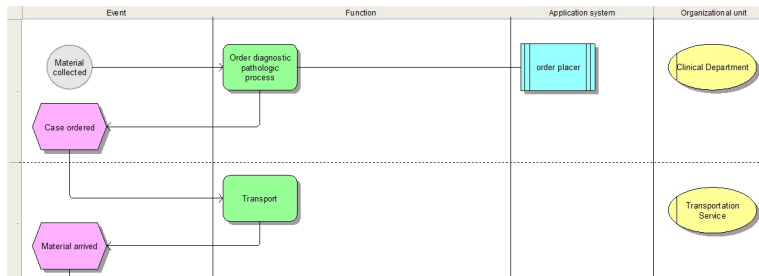 Event
Function
Application system
Organizational unit
Material
collected
Order diagnostic
pathologic
process
order placer
Clinical Department
Case ordered
Transport
Transportation
Service
Material arrived